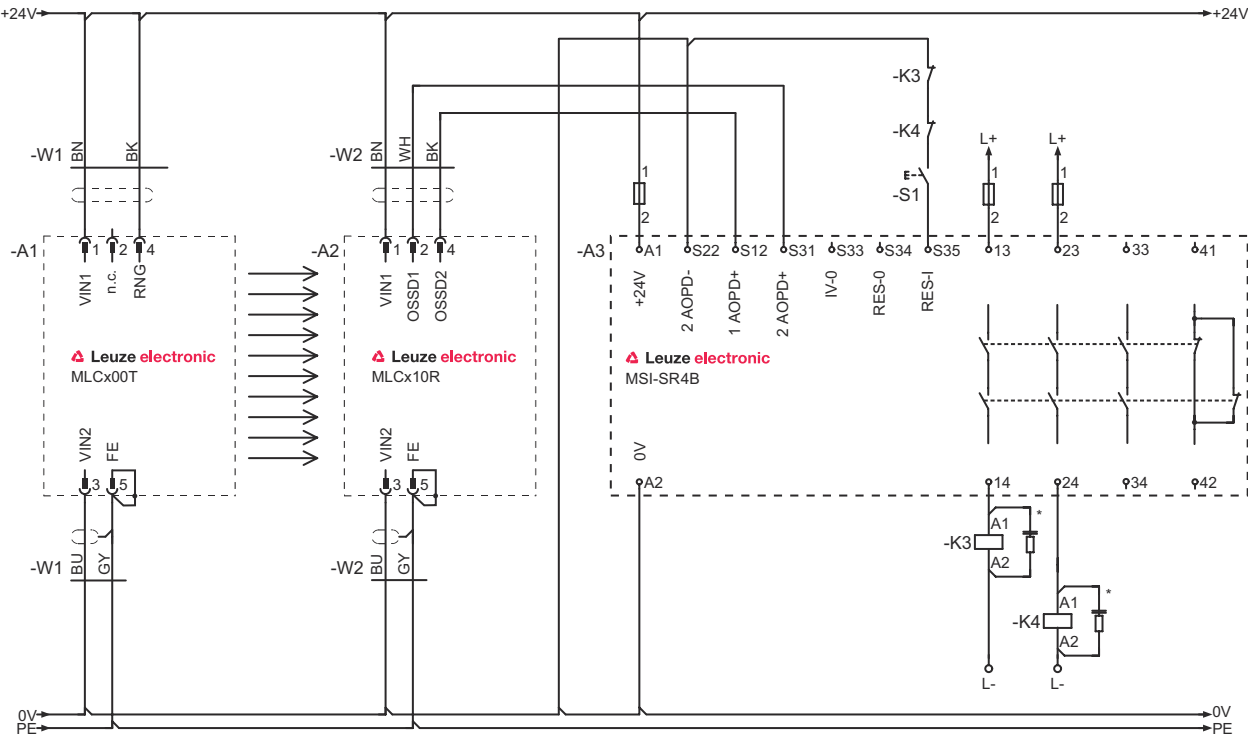 +24V
+24V
-K3
-W1
BN
BK
-W2
BN
WH
BK
-K4
L+
L+
E
-S1
1
2
1
2
1
2
-A1
1
2
4
-A2
1
2
4
-A3
A1
S22
S12
S31
S33
S34
S35
13
23
33
41
VIN1
n.c.
RNG
VIN1
OSSD1
OSSD2
+24V
2 AOPD-
1 AOPD+
2 AOPD+
IV-0
RES-0
RES-I
Leuze electronic
MLCx00T
Leuze electronic
MLCx10R
Leuze electronic
MSI-SR4B
VIN2
FE
VIN2
FE
0V
3
5
3
5
A2
14
24
34
42
-K3
A1
A2
*
-W1
BU
GY
-W2
BU
GY
-K4
A1
A2
*
L-
L-
0V
0V
PE
PE